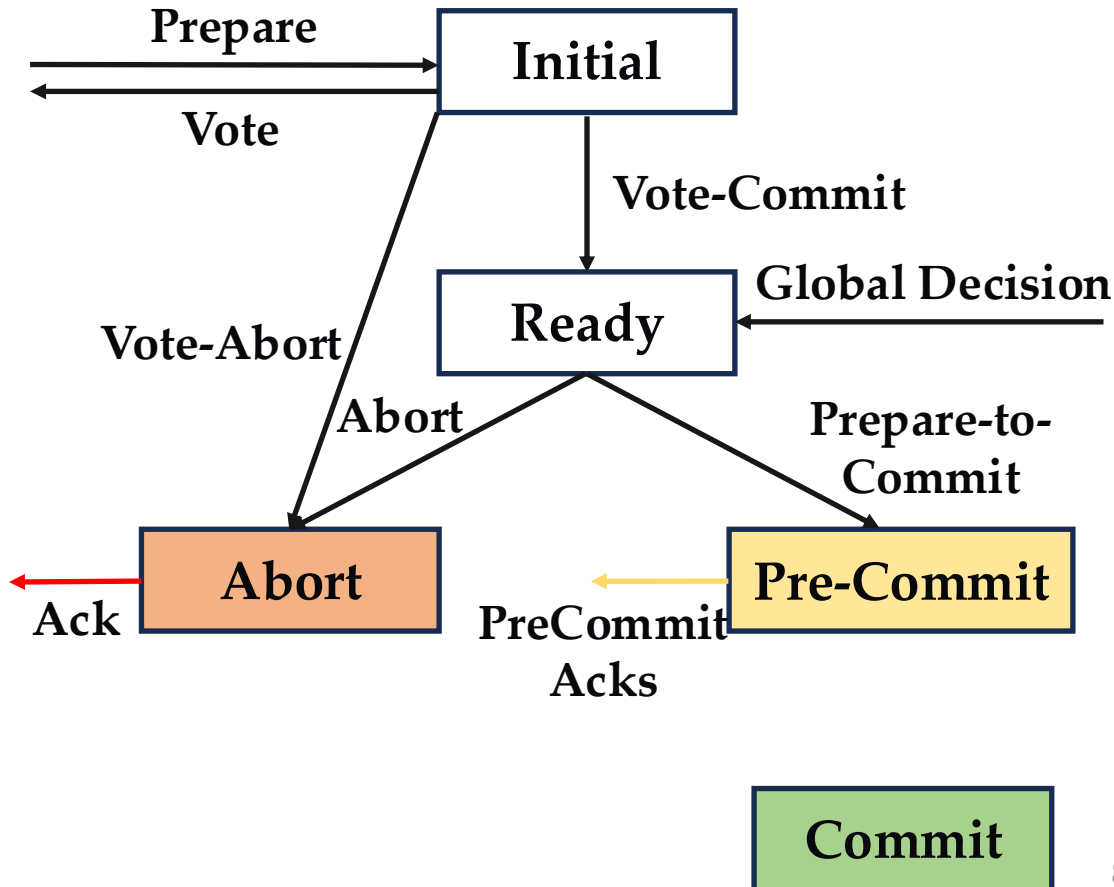 Prepare
Initial
Vote
Vote-Commit
Global Decision
Ready
Vote-Abort
Abort
Prepare-to-
Commit
Abort
Pre-Commit
Ack
PreCommit
Acks
Commit